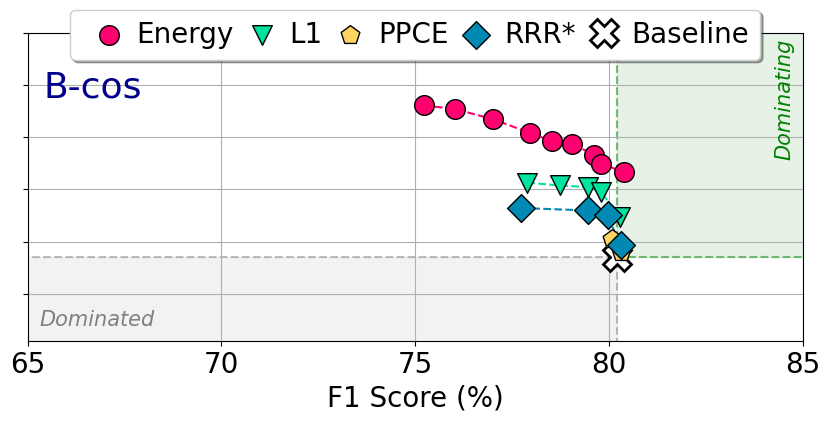 Energy L1 PPCE RRR* Baseline
B-cos
Dominating
Dominated
65 70 75 80 85
F1 Score (%)